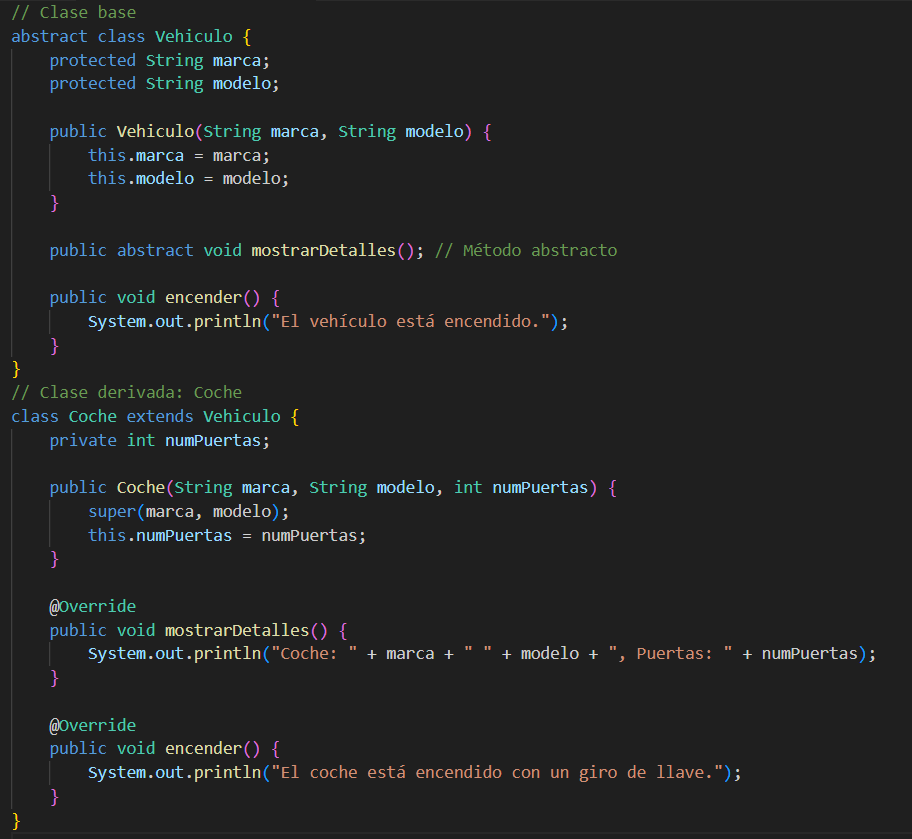 // Clase base
abstract class Vehiculo {
    protected String marca;
    protected String modelo;

    public Vehiculo(String marca, String modelo) {
        this.marca = marca;
        this.modelo = modelo;
    }

    public abstract void mostrarDetalles(); // Método abstracto

    public void encender() {
        System.out.println("El vehículo está encendido.");
    }
}
// Clase derivada: Coche
class Coche extends Vehiculo {
    private int numPuertas;

    public Coche(String marca, String modelo, int numPuertas) {
        super(marca, modelo);
        this.numPuertas = numPuertas;
    }

    @Override
    public void mostrarDetalles() {
        System.out.println("Coche: " + marca + " " + modelo + ", Puertas: " + numPuertas);
    }

    @Override
    public void encender() {
        System.out.println("El coche está encendido con un giro de llave.");
    }
}